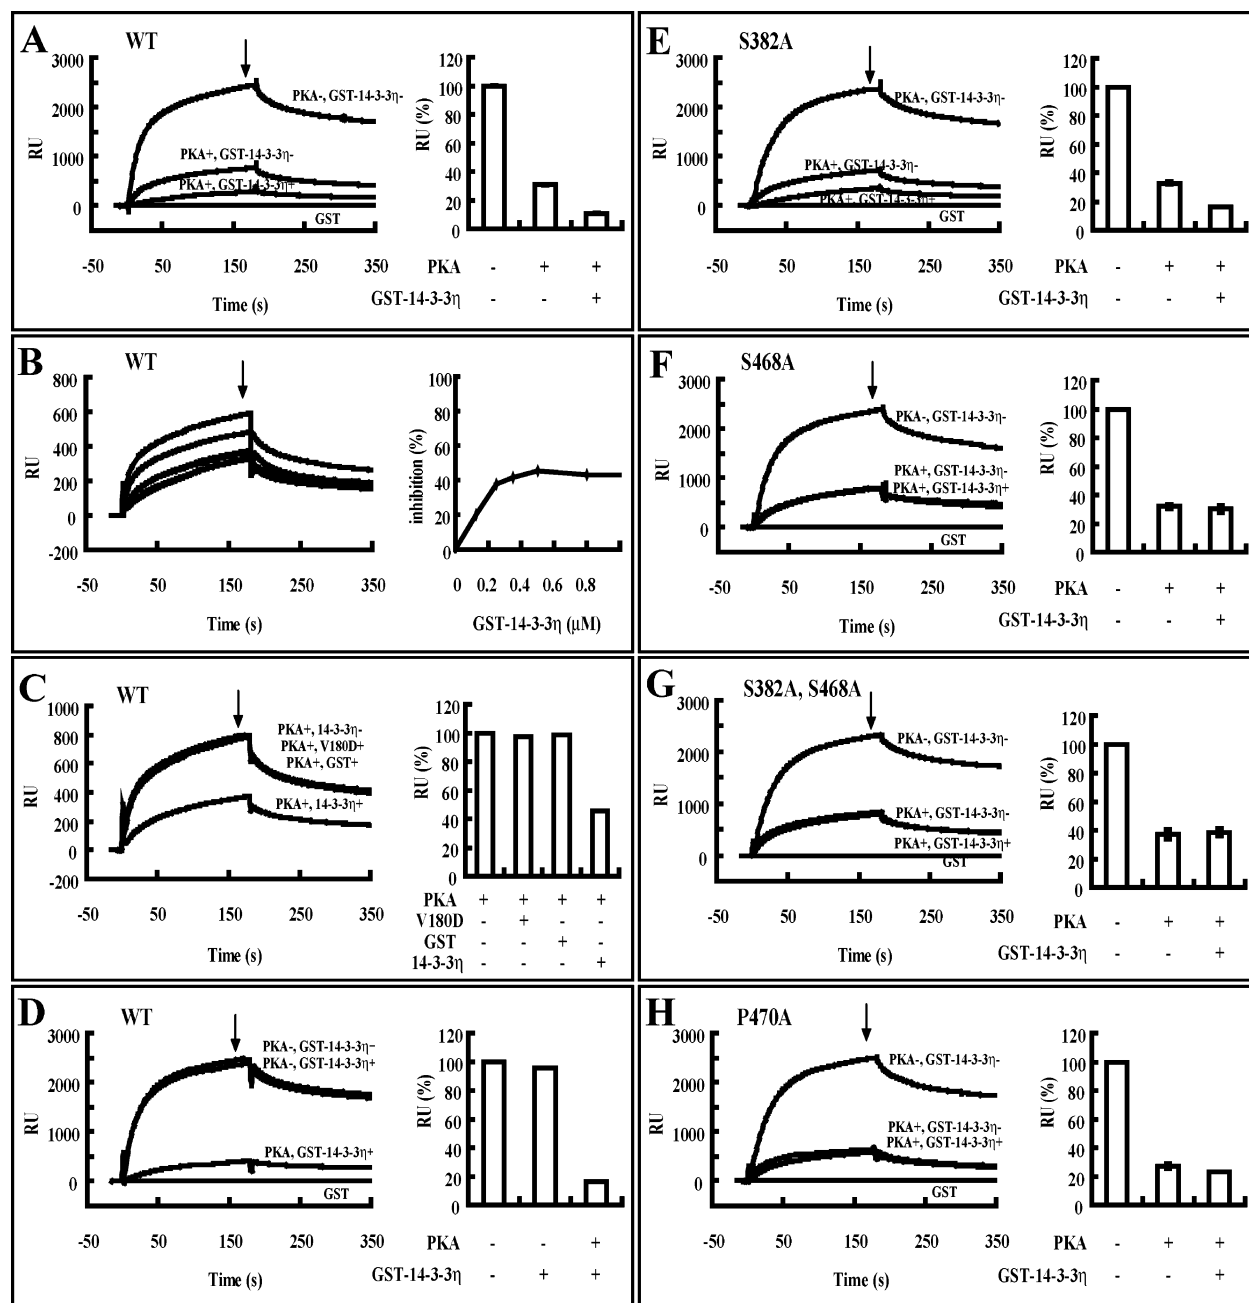 A
WT
3000
2000
1000
0
RU
PKA-, GST-14-3-3η-
PKA+, GST-14-3-3η-
PKA+, GST-14-3-3η+
GST
-50 50 150 250 350
Time (s)
120
100
80
60
40
20
0
RU (%)
PKA - + +
GST-14-3-3η - - +
B
WT
800
600
400
200
0
-200
RU
-50 50 150 250 350
Time (s)
100
80
60
40
20
0
inhibition (%)
0 0.2 0.4 0.6 0.8
GST-14-3-3η (μM)
C
WT
1000
800
600
400
200
0
-200
RU
PKA+, 14-3-3η-
PKA+, V180D+
PKA+, GST+
PKA+, 14-3-3η+
-50 50 150 250 350
Time (s)
120
100
80
60
40
20
0
RU (%)
PKA + + + +
V180D - + - -
GST - - + -
14-3-3η - - - +
D
WT
3000
2000
1000
0
RU
PKA-, GST-14-3-3η−
PKA-, GST-14-3-3η+
PKA, GST-14-3-3η+
GST
-50 50 150 250 350
Time (s)
120
100
80
60
40
20
0
RU (%)
PKA - - +
GST-14-3-3η - + +
E
S382A
3000
2000
1000
0
RU
PKA-, GST-14-3-3η-
PKA+, GST-14-3-3η-
PKA+, GST-14-3-3η+
GST
-50 50 150 250 350
Time (s)
120
100
80
60
40
20
0
RU (%)
PKA - + +
GST-14-3-3η - - +
F
S468A
3000
2000
1000
0
RU
PKA-, GST-14-3-3η-
PKA+, GST-14-3-3η-
PKA+, GST-14-3-3η+
GST
-50 50 150 250 350
Time (s)
120
100
80
60
40
20
0
RU (%)
PKA - + +
GST-14-3-3η - - +
G
S382A, S468A
3000
2000
1000
0
RU
PKA-, GST-14-3-3η-
PKA+, GST-14-3-3η-
PKA+, GST-14-3-3η+
GST
-50 50 150 250 350
Time (s)
120
100
80
60
40
20
0
RU (%)
PKA - + +
GST-14-3-3η - - +
H
P470A
3000
2000
1000
0
RU
PKA-, GST-14-3-3η-
PKA+, GST-14-3-3η-
PKA+, GST-14-3-3η+
GST
-50 50 150 250 350
Time (s)
120
100
80
60
40
20
0
RU (%)
PKA - + +
GST-14-3-3η - - +